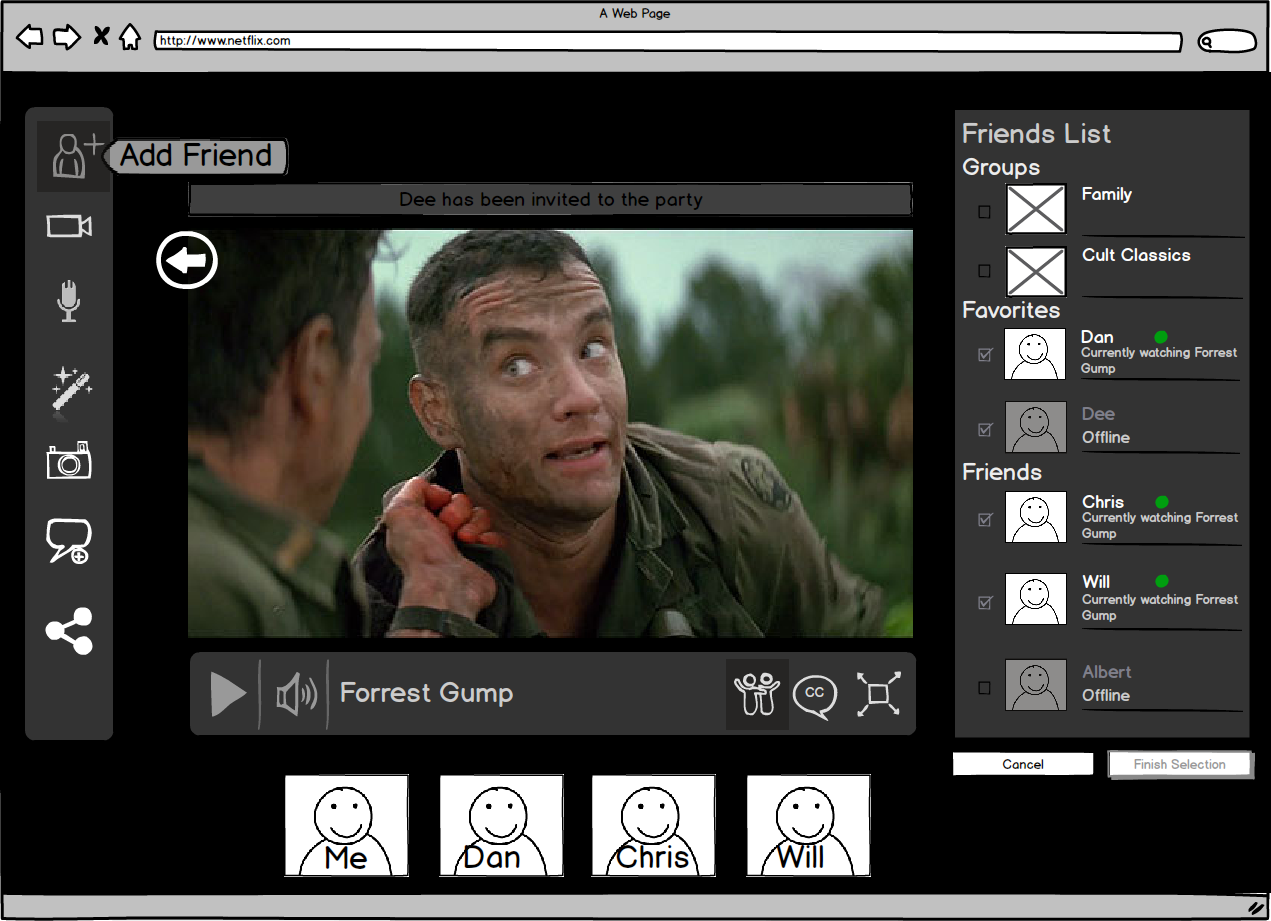 A Web Page
http://www.netflix.com
Add Friend
Dee has been invited to the party
Forrest Gump
CC
Me
Dan
Chris
Will
Friends List
Groups
Family
Cult Classics
Favorites
Dan
Currently watching Forrest
Gump
Dee
Offline
Friends
Chris
Currently watching Forrest
Gump
Will
Currently watching Forrest
Gump
Albert
Offline
Cancel
Finish Selection